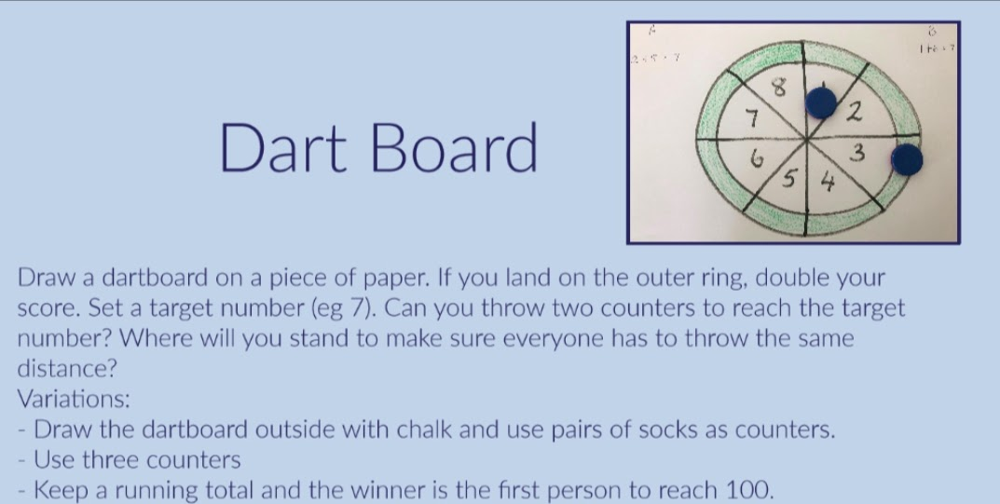 A
B
2 + 5 = 7
1 + 6 = 7
8
2
7
3
6
5
4
Dart Board
Draw a dartboard on a piece of paper. If you land on the outer ring, double your
score. Set a target number (eg 7). Can you throw two counters to reach the target
number? Where will you stand to make sure everyone has to throw the same
distance?
Variations:
- Draw the dartboard outside with chalk and use pairs of socks as counters.
- Use three counters
- Keep a running total and the winner is the first person to reach 100.